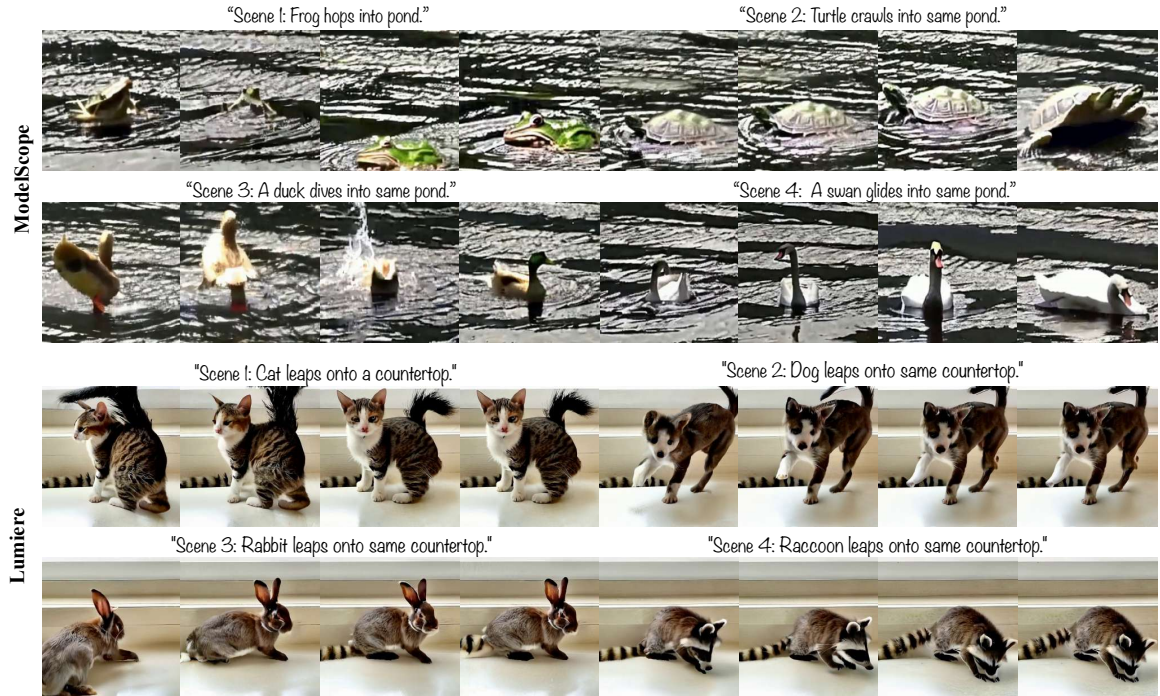 “Scene 1: Frog hops into pond.”
“Scene 2: Turtle crawls into same pond.”
ModelScope
“Scene 3: A duck dives into same pond.”
“Scene 4: A swan glides into same pond.”
"Scene 1: Cat leaps onto a countertop."
"Scene 2: Dog leaps onto same countertop."
Lumiere
"Scene 3: Rabbit leaps onto same countertop."
"Scene 4: Raccoon leaps onto same countertop."